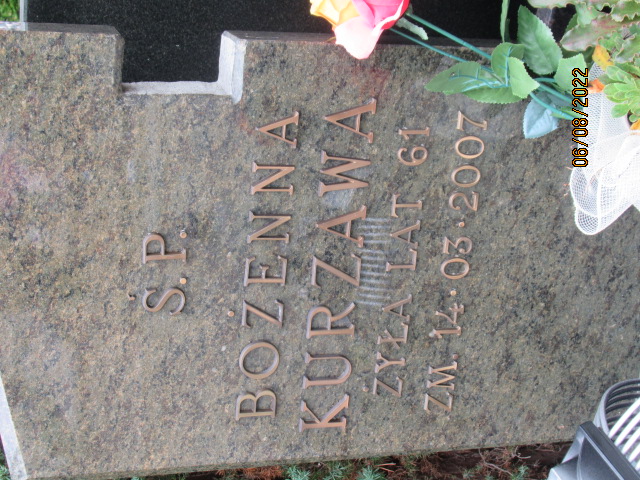 Ś.P.
BOŻENNA
KURZAWA
ŻYŁA LAT 61
ZM. 14.03.2007
06/08/2022